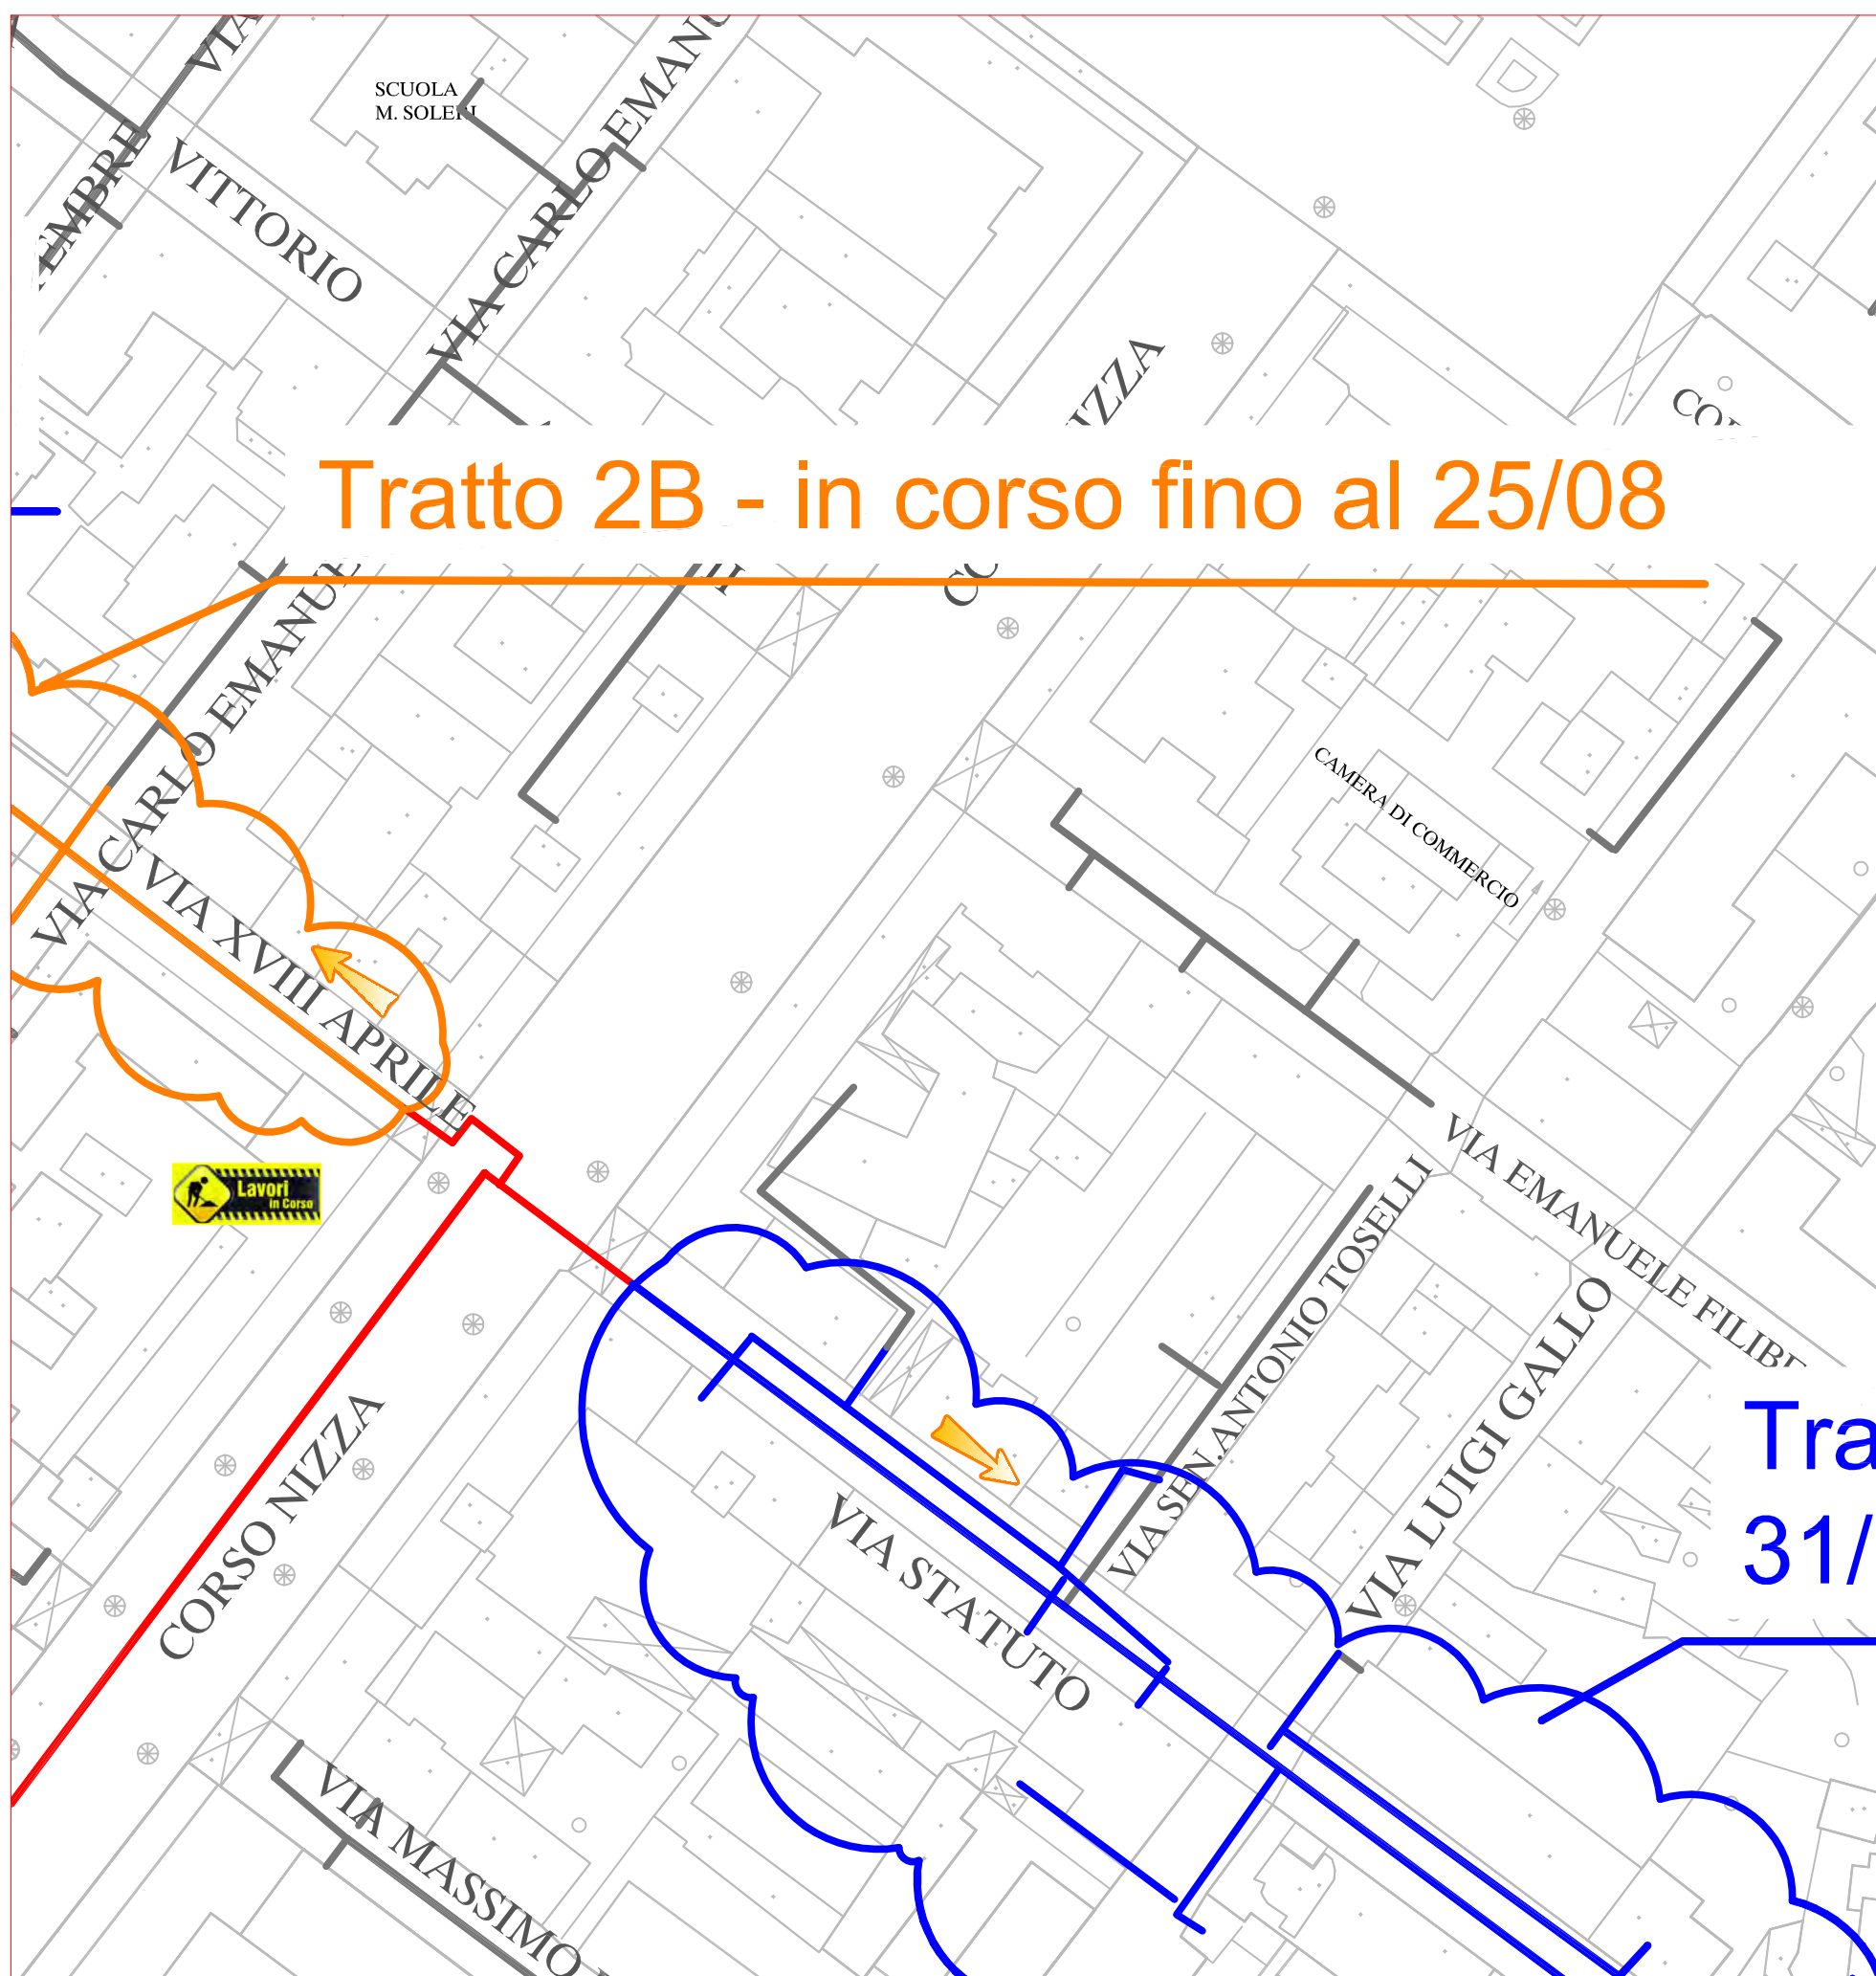 SCUOLA
M. SOLERI
VITTORIO
VIA CARLO EMANU
Tratto 2B - in corso fino al 25/08
VIA CARLO EMANUE
CAMERA DI COMMERCIO
VIA XVIII APRILE
Lavori
in Corso
VIA EMANUELE FILIBE
VIA SEN.ANTONIO TOSELLI
VIA LUIGI GALLO
CORSO NIZZA
VIA STATUTO
Tra
31/
VIA MASSIMO